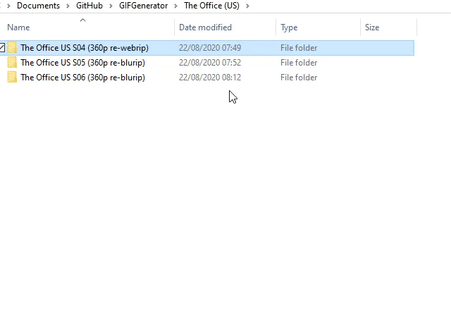 Documents > GitHub > GIFGenerator > The Office (US) >
Name Date modified Type Size
The Office US S04 (360p re-webrip) 22/08/2020 07:49 File folder
The Office US S05 (360p re-blurip) 22/08/2020 07:52 File folder
The Office US S06 (360p re-blurip) 22/08/2020 08:12 File folder